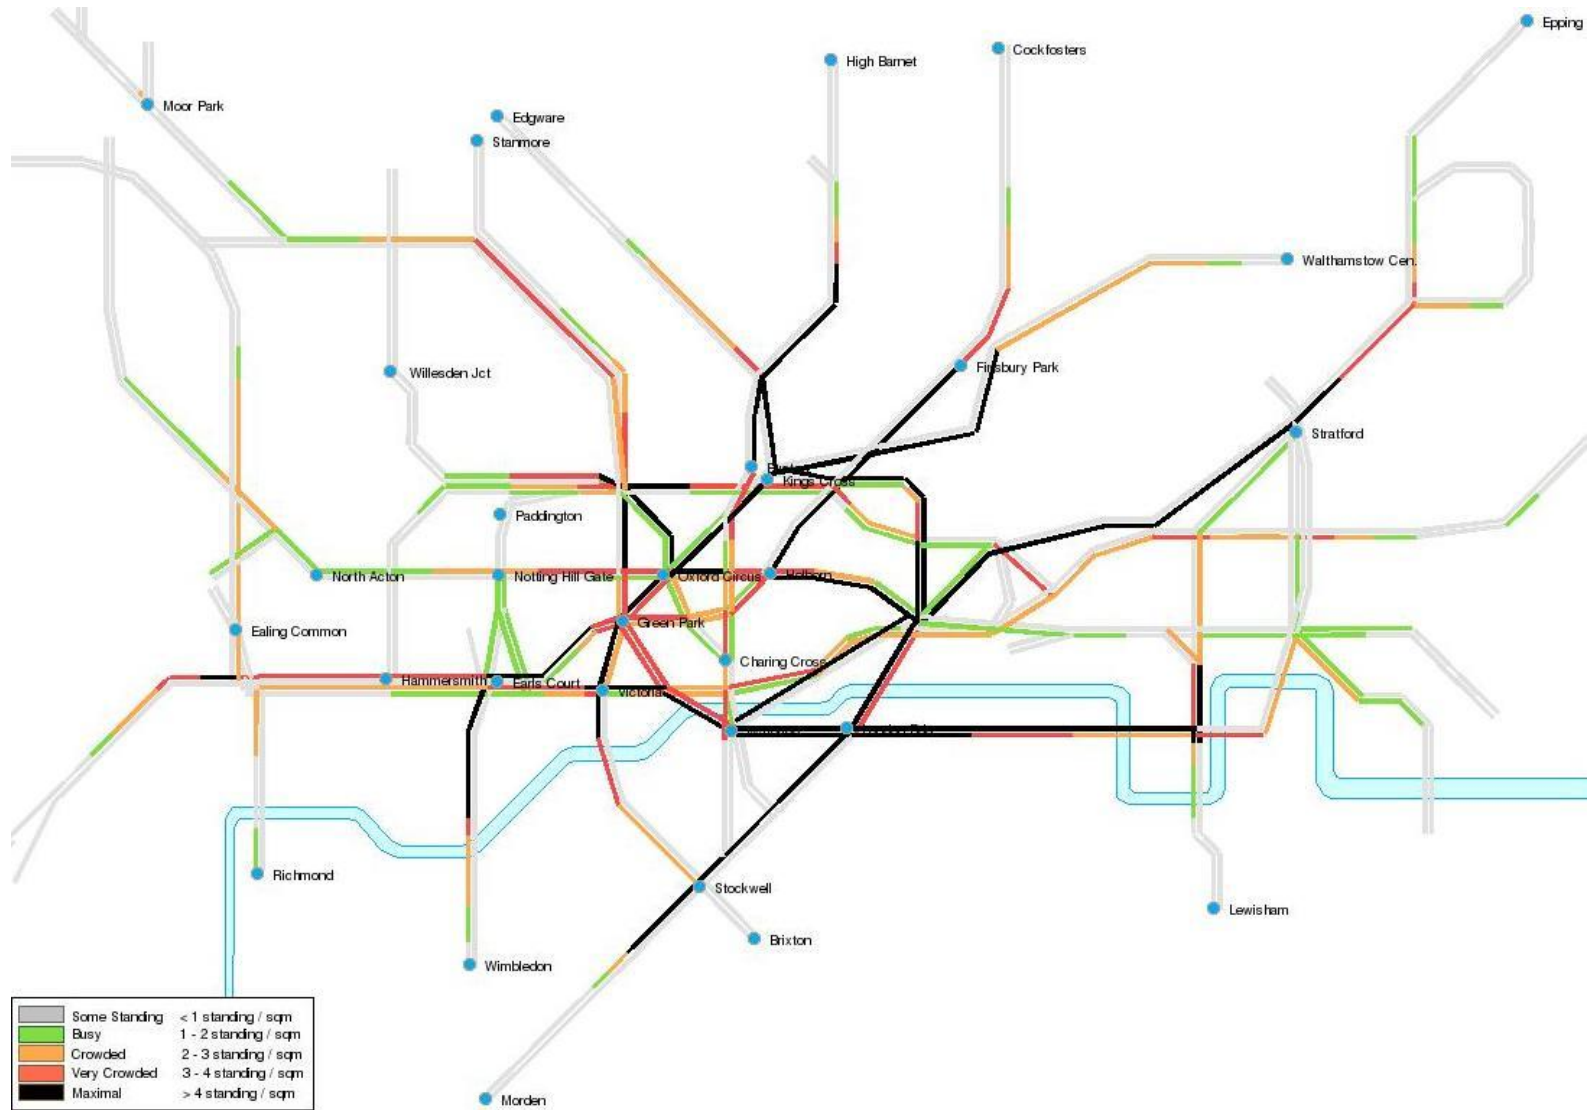 Epping
Cockfosters
High Barnet
Moor Park
Edgware
Stanmore
Walthamstow Cen.
Finsbury Park
Willesden Jct
Stratford
Kings Cross
Paddington
North Acton
Notting Hill Gate
Oxford Circus
Holborn
Ealing Common
Green Park
Charing Cross
Hammersmith
Earls Court
Victoria
Richmond
Stockwell
Lewisham
Brixton
Wimbledon
Morden
Some Standing < 1 standing / sqm
Busy 1 - 2 standing / sqm
Crowded 2 - 3 standing / sqm
Very Crowded 3 - 4 standing / sqm
Maximal > 4 standing / sqm